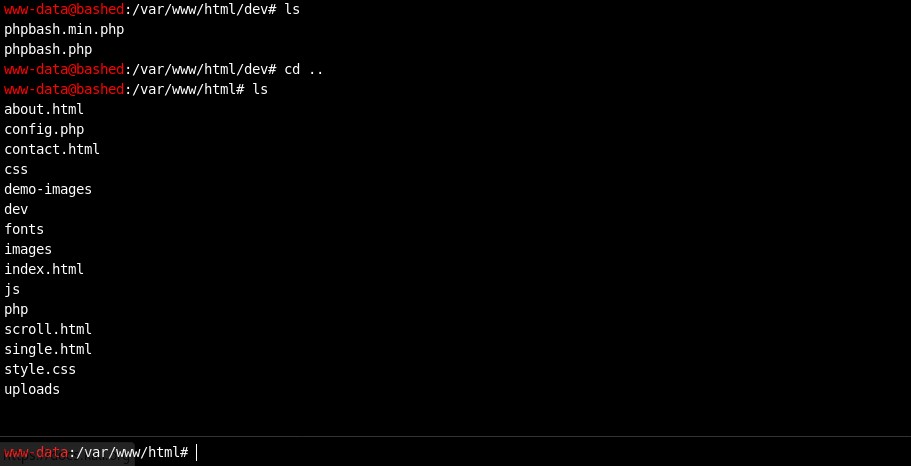 www-data@bashed:/var/www/html/dev# ls
phpbash.min.php
phpbash.php
www-data@bashed:/var/www/html/dev# cd ..
www-data@bashed:/var/www/html# ls
about.html
config.php
contact.html
css
demo-images
dev
fonts
images
index.html
js
php
scroll.html
single.html
style.css
uploads
www-data:/var/www/html#